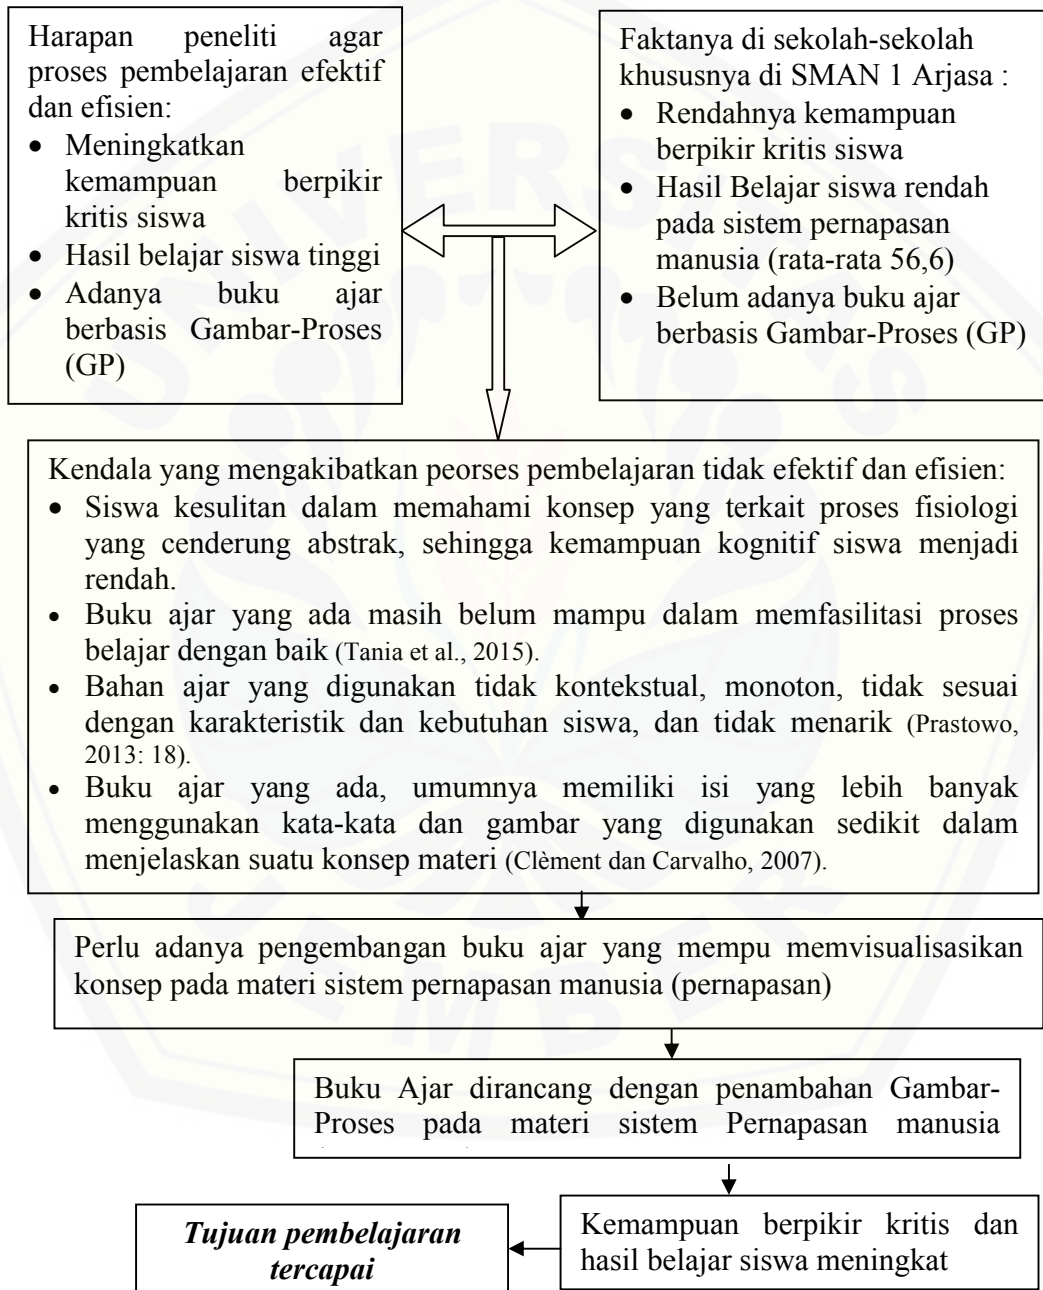 Harapan peneliti agar
proses pembelajaran efektif
dan efisien:
• Meningkatkan
kemampuan berpikir
kritis siswa
• Hasil belajar siswa tinggi
• Adanya buku ajar
berbasis Gambar-Proses
(GP)
Faktanya di sekolah-sekolah
khususnya di SMAN 1 Arjasa :
• Rendahnya kemampuan
berpikir kritis siswa
• Hasil Belajar siswa rendah
pada sistem pernapasan
manusia (rata-rata 56,6)
• Belum adanya buku ajar
berbasis Gambar-Proses (GP)
Kendala yang mengakibatkan peorses pembelajaran tidak efektif dan efisien:
• Siswa kesulitan dalam memahami konsep yang terkait proses fisiologi
yang cenderung abstrak, sehingga kemampuan kognitif siswa menjadi
rendah.
• Buku ajar yang ada masih belum mampu dalam memfasilitasi proses
belajar dengan baik (Tania et al., 2015).
• Bahan ajar yang digunakan tidak kontekstual, monoton, tidak sesuai
dengan karakteristik dan kebutuhan siswa, dan tidak menarik (Prastowo,
2013: 18).
• Buku ajar yang ada, umumnya memiliki isi yang lebih banyak
menggunakan kata-kata dan gambar yang digunakan sedikit dalam
menjelaskan suatu konsep materi (Clèment dan Carvalho, 2007).
Perlu adanya pengembangan buku ajar yang mempu memvisualisasikan
konsep pada materi sistem pernapasan manusia (pernapasan)
Buku Ajar dirancang dengan penambahan Gambar-
Proses pada materi sistem Pernapasan manusia
Kemampuan berpikir kritis dan
hasil belajar siswa meningkat
Tujuan pembelajaran
tercapai
UNIVERSITAS
JEMBER